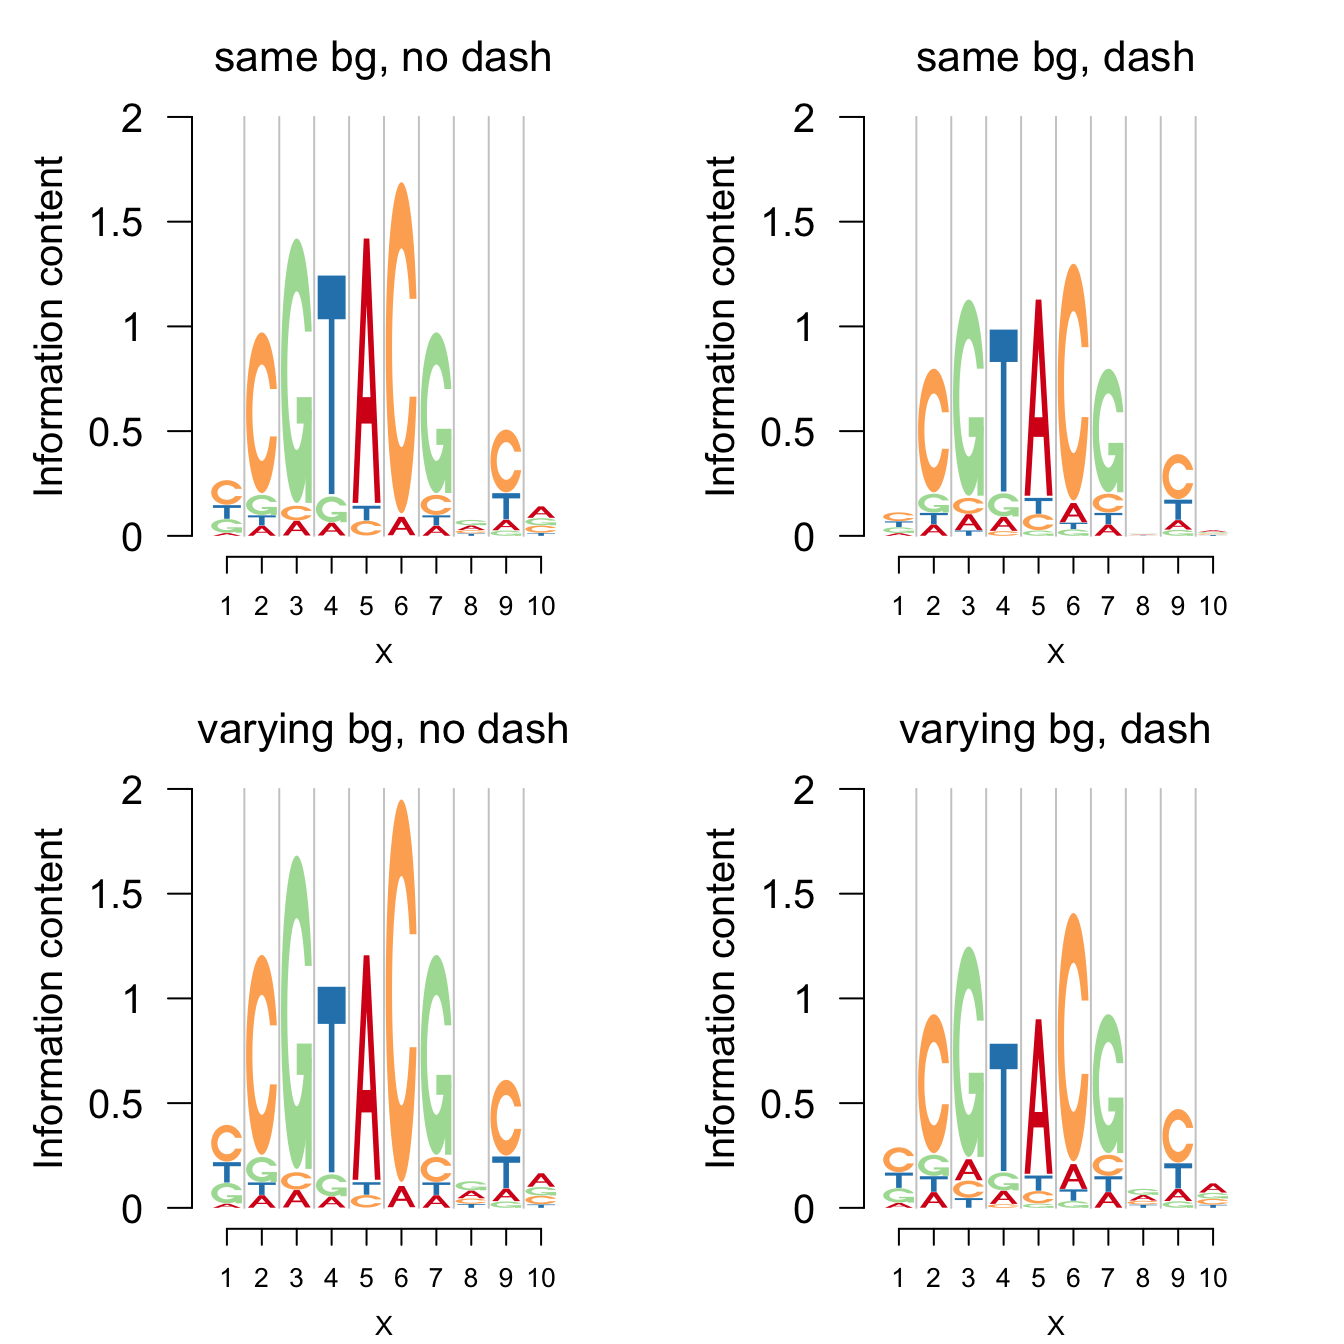 same bg, no dash
Information content
2
1.5
1
0.5
0
C T G A
C G T A
G C A
T G A
A T C
C A
G C T A
G A C T
C T A G
A G C T
1 2 3 4 5 6 7 8 9 10
X
same bg, dash
Information content
2
1.5
1
0.5
0
C T G A
C G T A
G C A T
T G A C
A T C G
C A T G
G C T A
C T A G
1 2 3 4 5 6 7 8 9 10
X
varying bg, no dash
Information content
2
1.5
1
0.5
0
C T G A
C G T A
G C A
T G A
A T C
C A
G C T A
G A C T
C T A G
A G C T
1 2 3 4 5 6 7 8 9 10
X
varying bg, dash
Information content
2
1.5
1
0.5
0
C T G A
C G T A
G A C T
T G A C
A T C G
C A T G
G C T A
G A C T
C T A G
A G C T
1 2 3 4 5 6 7 8 9 10
X